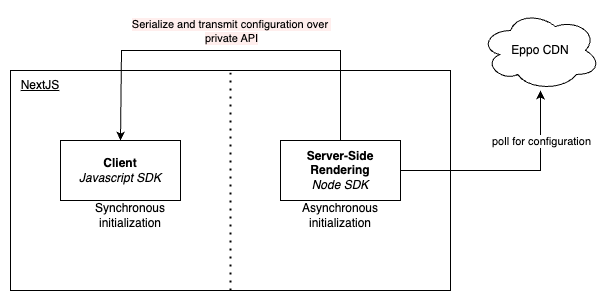 Serialize and transmit configuration over
private API
Eppo CDN
NextJS
poll for configuration
Client
Javascript SDK
Synchronous
initialization
Server-Side
Rendering
Node SDK
Asynchronous
initialization